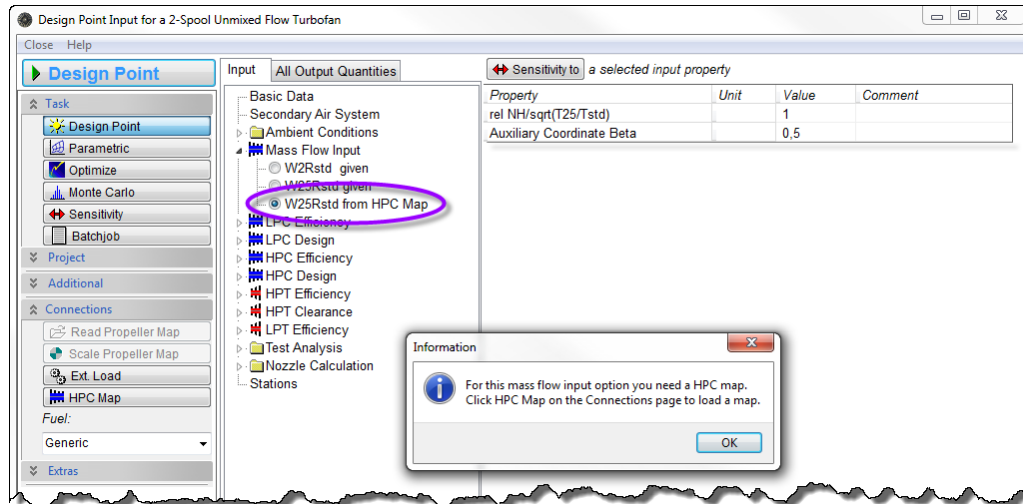 Design Point Input for a 2-Spool Unmixed Flow Turbofan
Close Help
Design Point
Task
Design Point
Parametric
Optimize
Monte Carlo
Sensitivity
Batchjob
Project
Additional
Connections
Read Propeller Map
Scale Propeller Map
Ext. Load
HPC Map
Fuel:
Generic
Extras
Input All Output Quantities
Basic Data
Secondary Air System
Ambient Conditions
Mass Flow Input
W2Rstd given
W25Rstd given
W25Rstd from HPC Map
LPC Efficiency
LPC Design
HPC Efficiency
HPC Design
HPT Efficiency
HPT Clearance
LPT Efficiency
Test Analysis
Nozzle Calculation
Stations
Sensitivity to a selected input property
Property Unit Value Comment
rel NH/sqrt(T25/Tstd) 1
Auxiliary Coordinate Beta 0,5
Information
For this mass flow input option you need a HPC map.
Click HPC Map on the Connections page to load a map.
OK